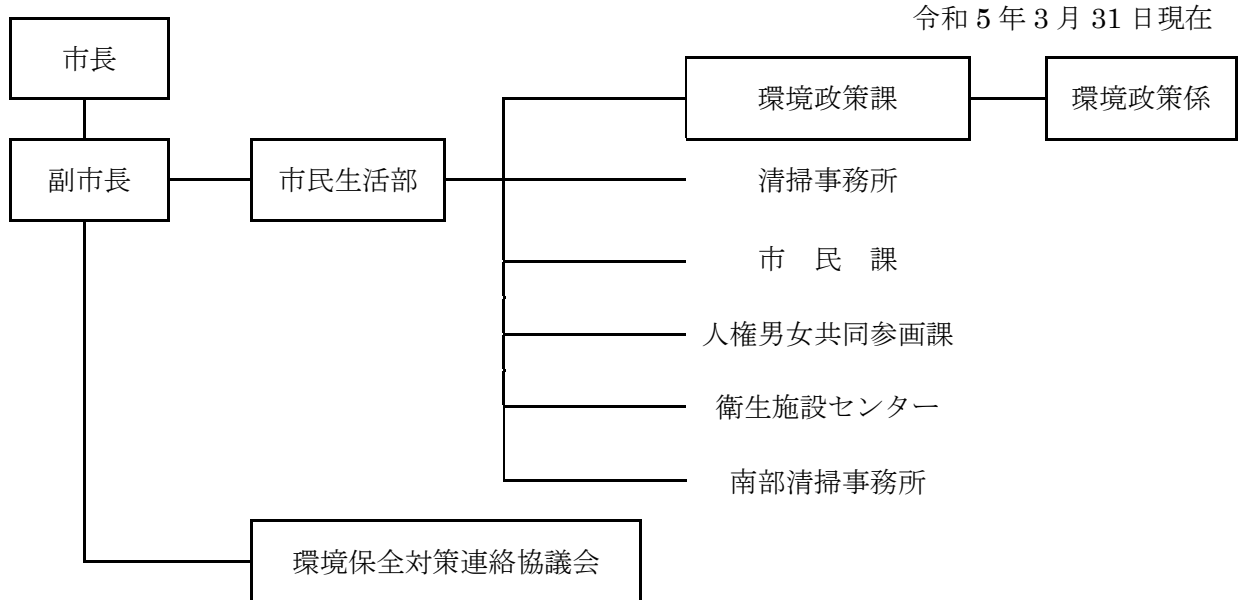 令和 5 年 3 月 31 日現在
市長
環境政策課
環境政策係
副市長
市民生活部
清掃事務所
市　民　課
人権男女共同参画課
衛生施設センター
南部清掃事務所
環境保全対策連絡協議会